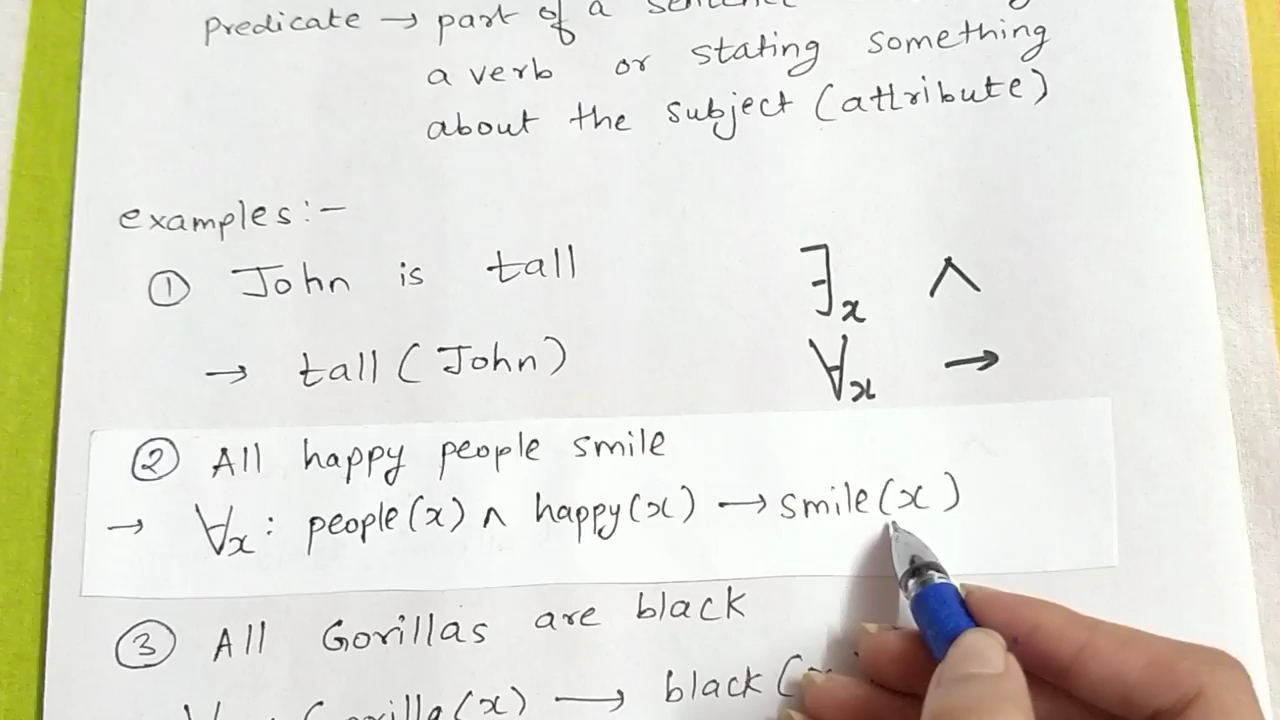 Predicate → part of a
a verb or stating something
about the subject (attribute)
examples:-
① John is tall
→ tall (John)
∃x ∧
∀x →
② All happy people smile
→ ∀x: people(x) ∧ happy(x) → smile(x)
③ All Gorillas are black
(x) → black (